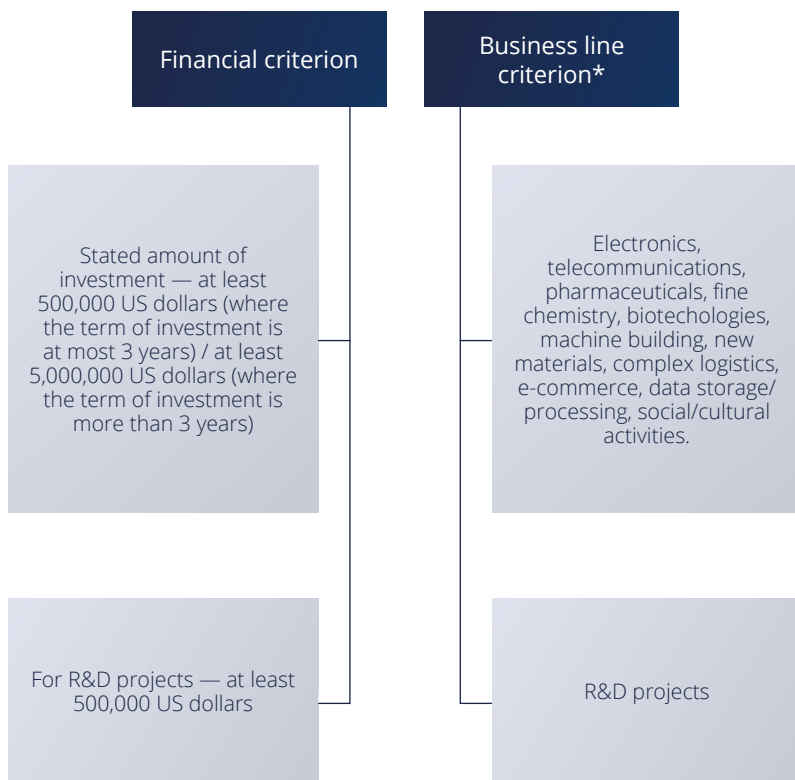 Financial criterion
Business line
criterion*
Stated amount of
investment — at least
500,000 US dollars (where
the term of investment is
at most 3 years) / at least
5,000,000 US dollars (where
the term of investment is
more than 3 years)
Electronics,
telecommunications,
pharmaceuticals, fine
chemistry, biotechologies,
machine building, new
materials, complex logistics,
e-commerce, data storage/
processing, social/cultural
activities.
For R&D projects — at least
500,000 US dollars
R&D projects